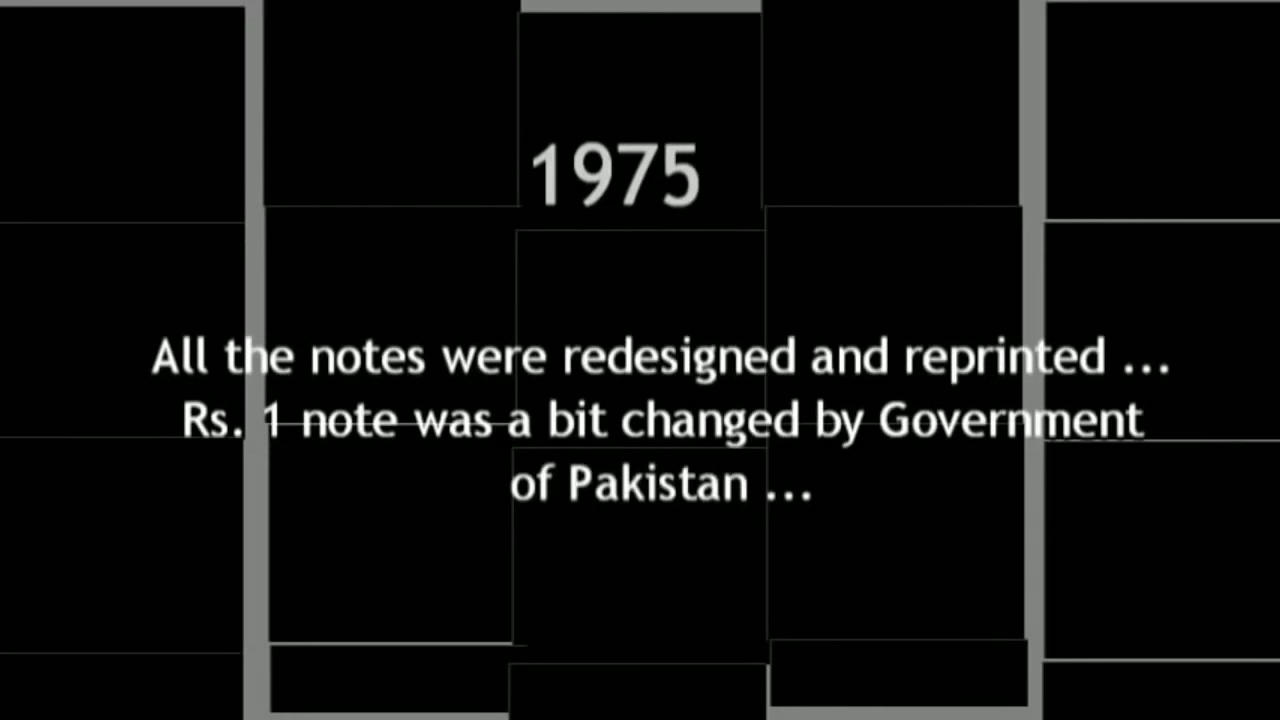 1975
All the notes were redesigned and reprinted ...
Rs. 1 note was a bit changed by Government
of Pakistan ...